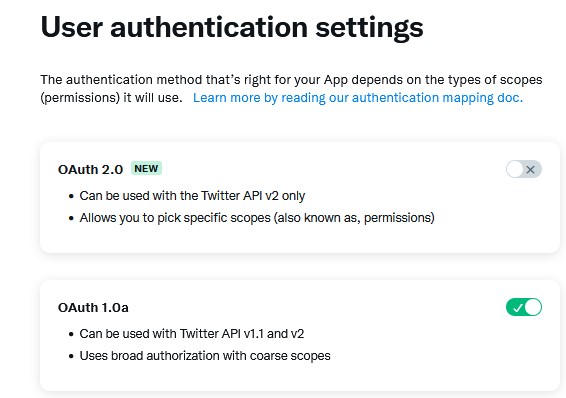 User authentication settings
The authentication method that's right for your App depends on the types of scopes
(permissions) it will use. Learn more by reading our authentication mapping doc.
OAuth 2.0 NEW
• Can be used with the Twitter API v2 only
• Allows you to pick specific scopes (also known as, permissions)
OAuth 1.0a
• Can be used with Twitter API v1.1 and v2
• Uses broad authorization with coarse scopes